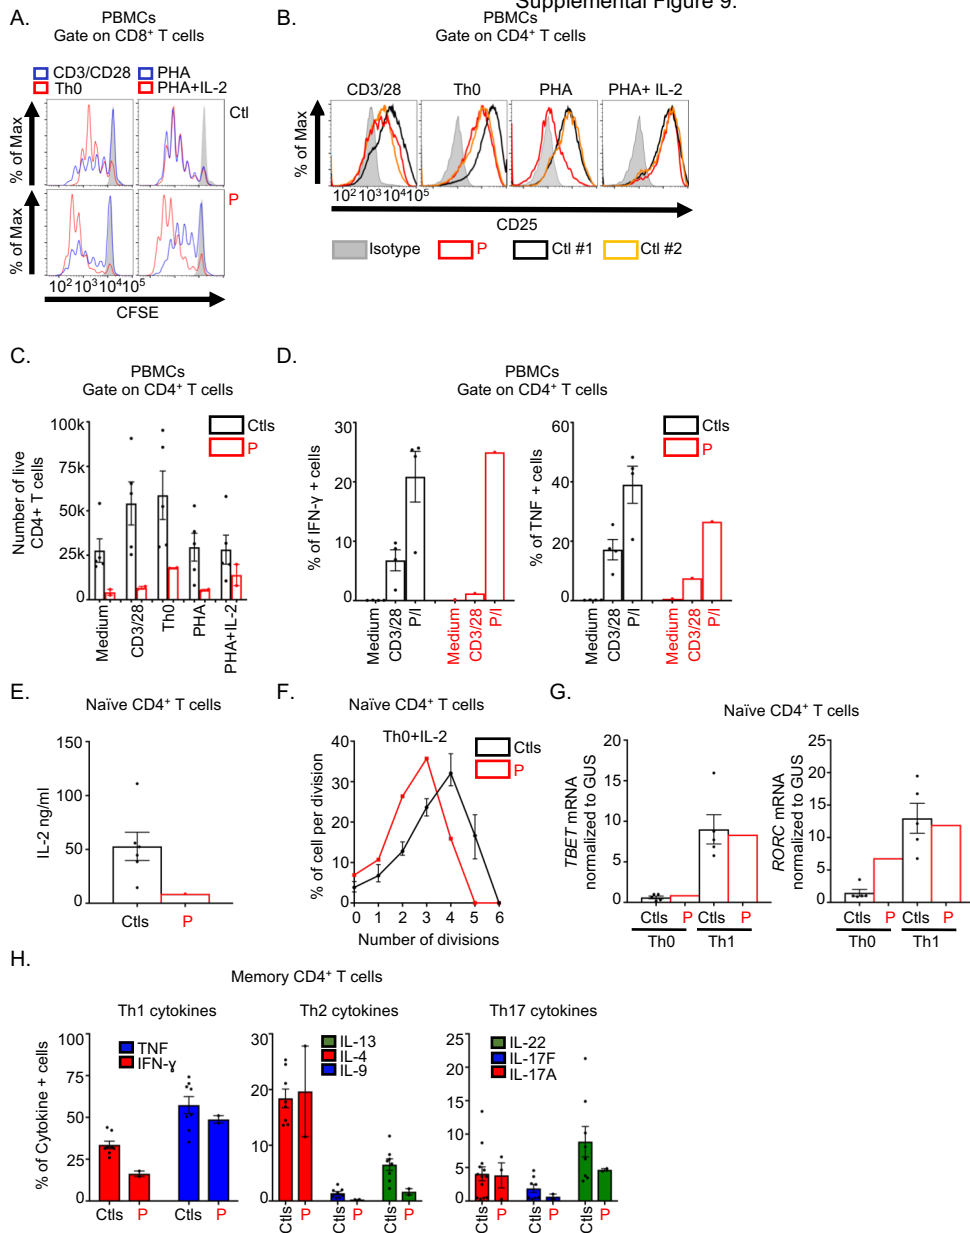 Supplemental Figure 9.
A.
PBMCs
Gate on CD8+ T cells
CD3/CD28
PHA
Th0
PHA+IL-2
Ctl
P
% of Max
% of Max
10² 10³ 10⁴ 10⁵
CFSE
B.
PBMCs
Gate on CD4+ T cells
CD3/28
Th0
PHA
PHA+ IL-2
% of Max
10² 10³ 10⁴ 10⁵
CD25
Isotype
P
Ctl #1
Ctl #2
C.
PBMCs
Gate on CD4+ T cells
Number of live
CD4+ T cells
100k
75k
50k
25k
0
Ctls
P
Medium
CD3/28
Th0
PHA
PHA+IL-2
D.
PBMCs
Gate on CD4+ T cells
% of IFN-γ + cells
30
20
10
0
Medium
CD3/28
P/I
Medium
CD3/28
P/I
% of TNF + cells
60
40
20
0
Ctls
P
Medium
CD3/28
P/I
Medium
CD3/28
P/I
E.
Naïve CD4+ T cells
IL-2 ng/ml
150
100
50
0
Ctls
P
F.
Naïve CD4+ T cells
Th0+IL-2
Ctls
P
% of cell per division
40
30
20
10
0
0 1 2 3 4 5 6
Number of divisions
G.
Naïve CD4+ T cells
TBET mRNA
normalized to GUS
20
15
10
5
0
Ctls P Ctls P
Th0 Th1
RORC mRNA
normalized to GUS
25
20
15
10
5
0
Ctls P Ctls P
Th0 Th1
H.
Memory CD4+ T cells
Th1 cytokines
% of Cytokine + cells
100
75
50
25
0
TNF
IFN-γ
Ctls P Ctls P
Th2 cytokines
30
20
10
0
IL-13
IL-4
IL-9
Ctls P Ctls P Ctls P
Th17 cytokines
25
20
15
10
5
0
IL-22
IL-17F
IL-17A
Ctls P Ctls P Ctls P